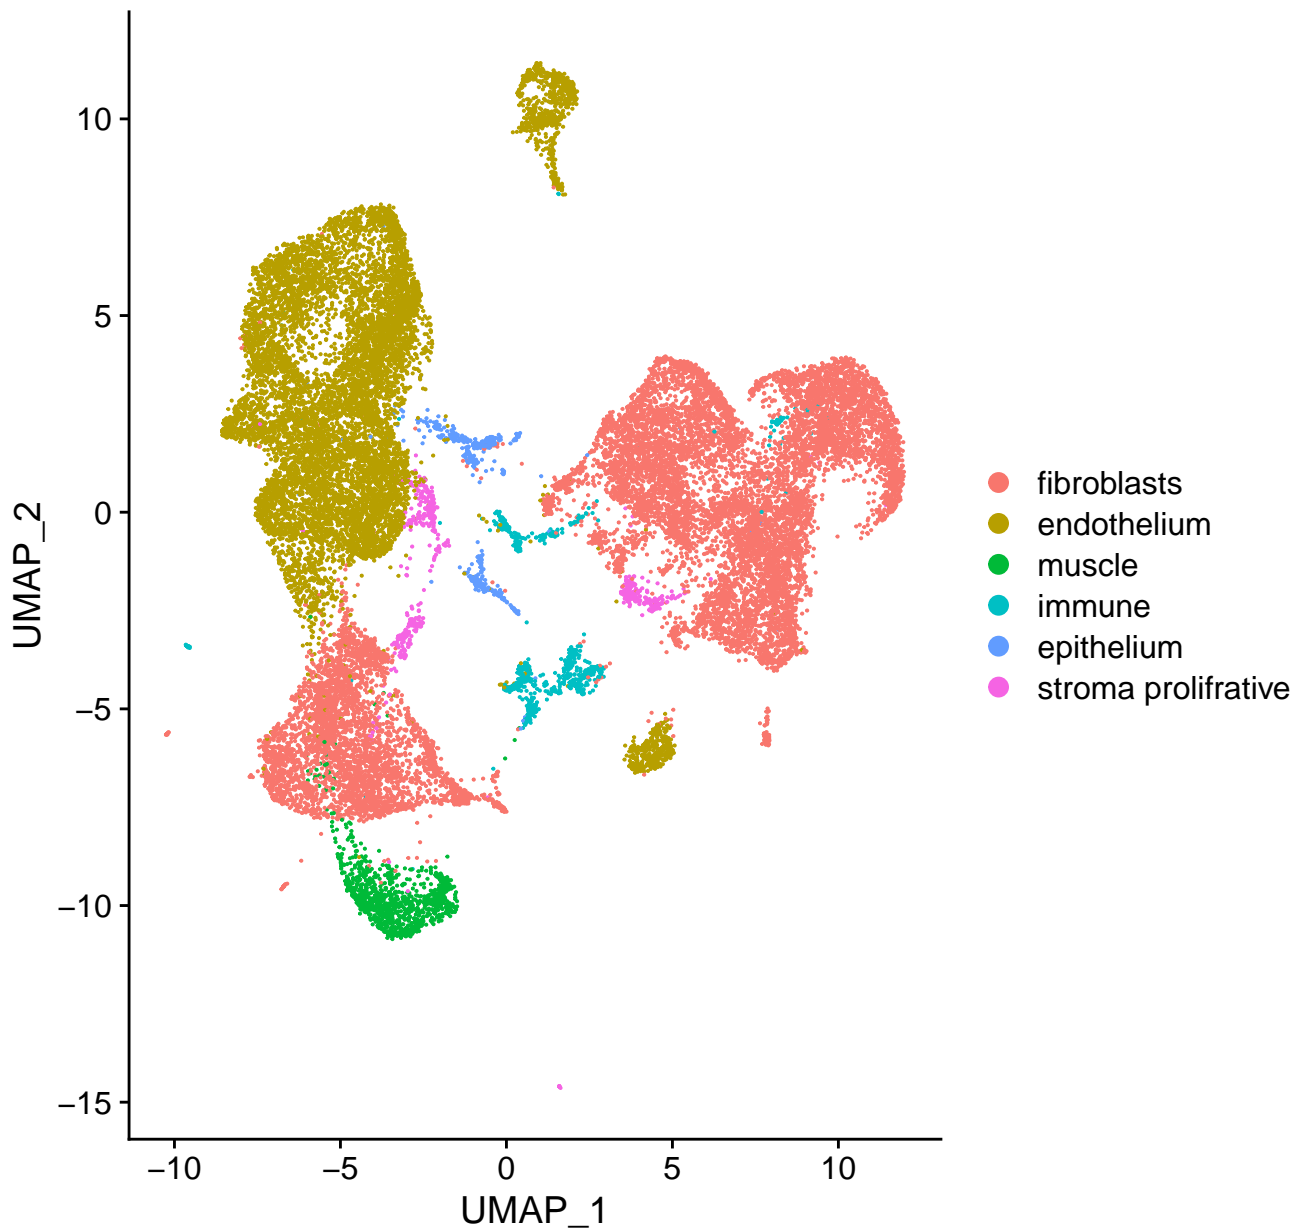 10
5
0
−5
−10
−15
UMAP_2
−10
−5
0
5
10
UMAP_1
fibroblasts
endothelium
muscle
immune
epithelium
stroma prolifrative